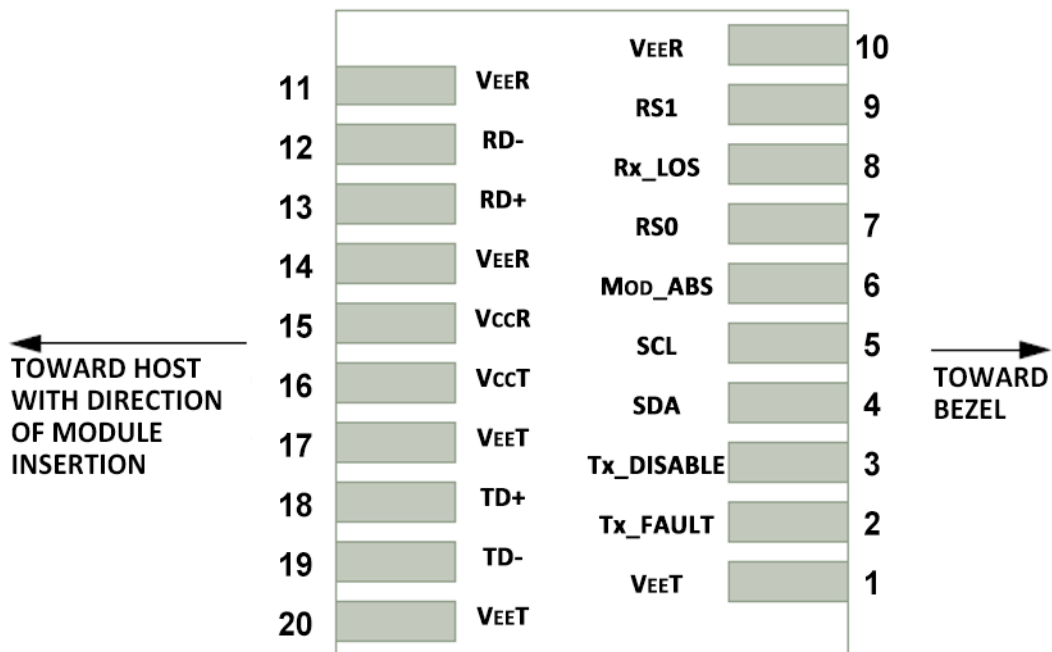 VEER 10
11 VEER
RS1 9
12 RD-
Rx_LOS 8
13 RD+
RS0 7
14 VEER
MOD_ABS 6
15 VCCR
SCL 5
16 VCCT
SDA 4
17 VEET
Tx_DISABLE 3
18 TD+
Tx_FAULT 2
19 TD-
VEET 1
20 VEET
TOWARD HOST
WITH DIRECTION
OF MODULE
INSERTION
TOWARD
BEZEL